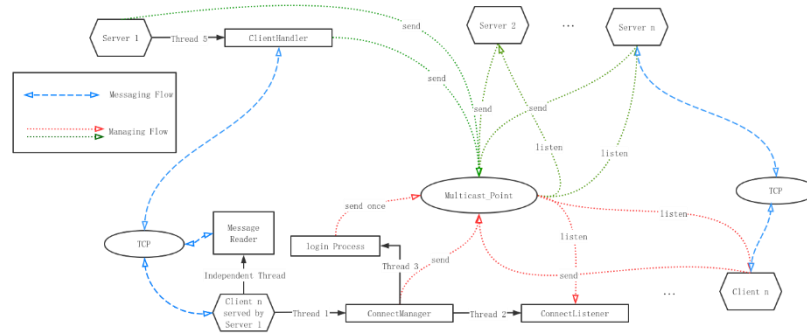 Server 1
Thread 5
ClientHandler
send
Server 2
...
Server n
send
Messaging Flow
Managing Flow
send
send
send
listen
listen
Multicast_Point
TCP
TCP
Message
Reader
send once
login Process
listen
listen
Independent Thread
Thread 3
send
send
Client n
served by
Server 1
Thread 1
ConnectManager
Thread 2
ConnectListener
...
Client n